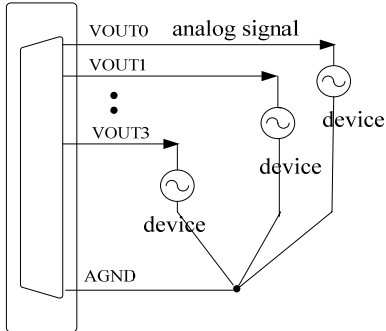 VOUT0 analog signal
VOUT1
device
VOUT3
device
device
AGND